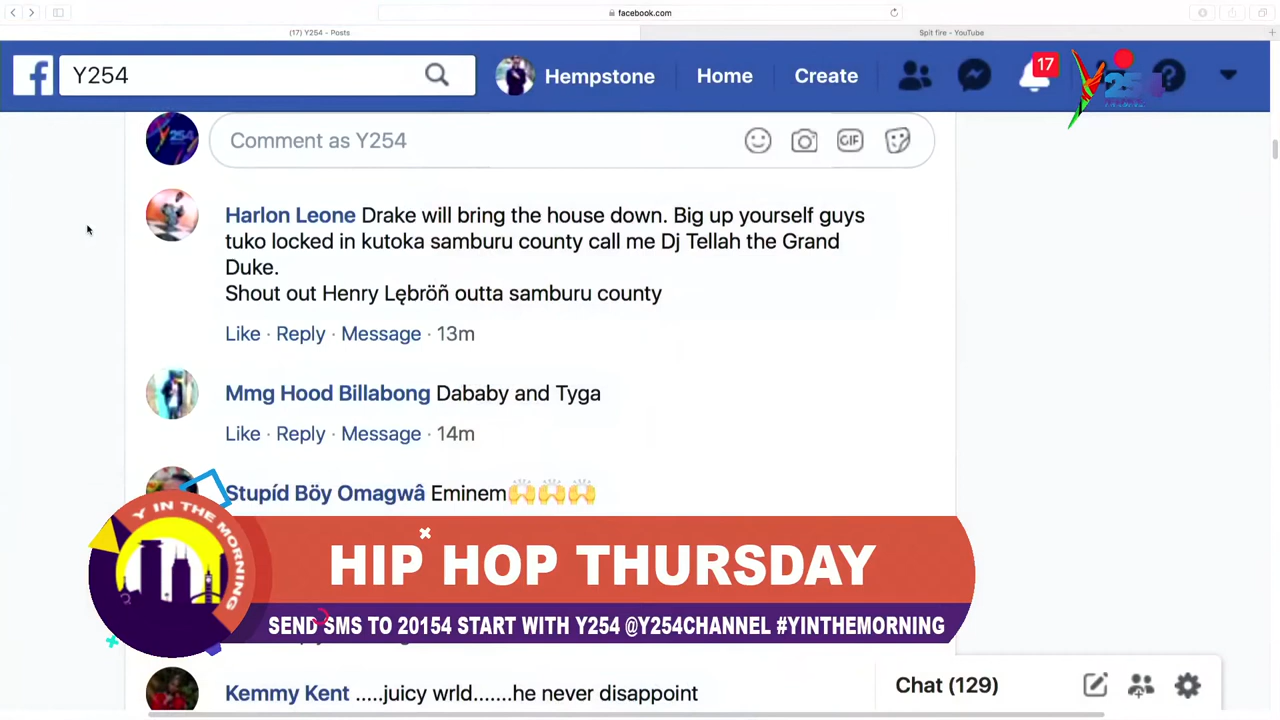 facebook.com
(17) Y254 - Posts
Spit fire - YouTube
Y254
Hempstone
Home
Create
17
Comment as Y254
GIF
Harlon Leone Drake will bring the house down. Big up yourself guys
tuko locked in kutoka samburu county call me Dj Tellah the Grand
Duke.
Shout out Henry Lębröñ outta samburu county
Like · Reply · Message · 13m
Mmg Hood Billabong Dababy and Tyga
Like · Reply · Message · 14m
Stupíd Böy Omagwâ Eminem🙌🙌🙌
Y IN THE MORNING
HIP HOP THURSDAY
SEND SMS TO 20154 START WITH Y254 @Y254CHANNEL #YINTHEMORNING
Kemmy Kent .....juicy wrld.......he never disappoint
Chat (129)